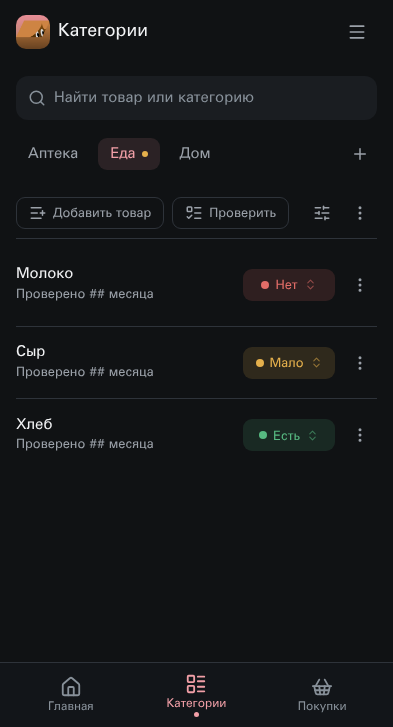 Категории
Найти товар или категорию
Аптека Еда Дом
Добавить товар Проверить
Молоко
Проверено ## месяца
Нет
Сыр
Проверено ## месяца
Мало
Хлеб
Проверено ## месяца
Есть
Главная Категории Покупки